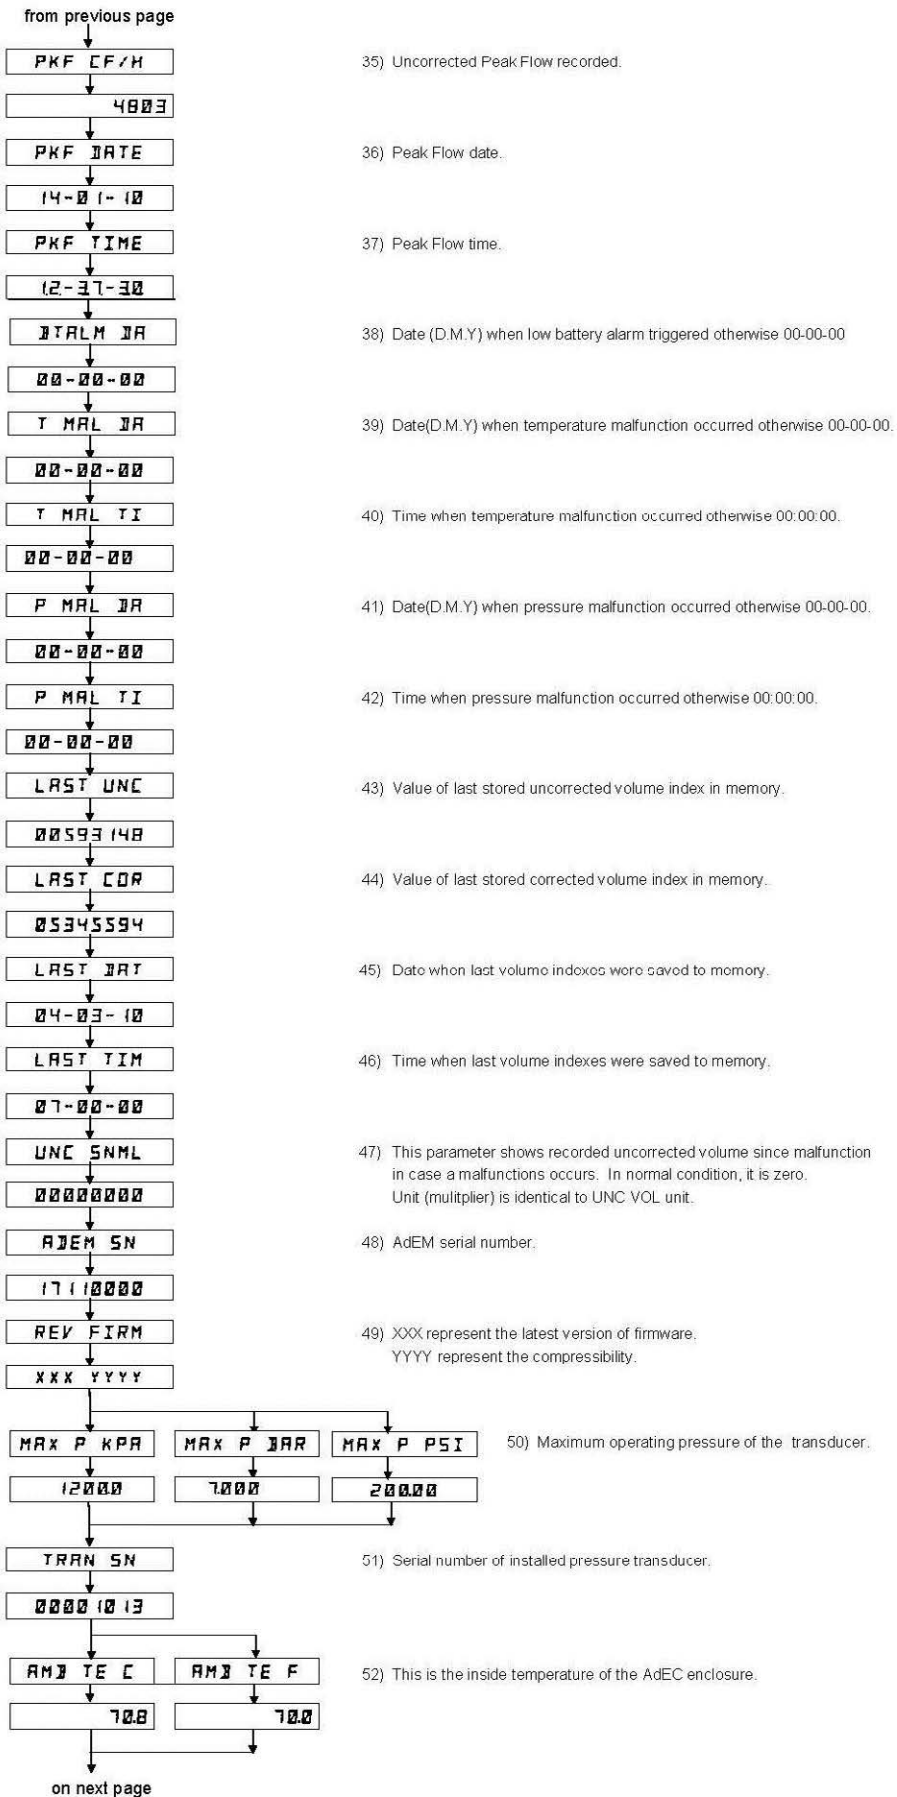 from previous page
PKF CF/H
35) Uncorrected Peak Flow recorded.
4803
PKF DATE
36) Peak Flow date.
14-01-10
PKF TIME
37) Peak Flow time.
12-37-30
BTALM DA
38) Date (D.M.Y) when low battery alarm triggered otherwise 00-00-00
00-00-00
T MAL DA
39) Date(D.M.Y) when temperature malfunction occurred otherwise 00-00-00.
00-00-00
T MAL TI
40) Time when temperature malfunction occurred otherwise 00:00:00.
00-00-00
P MAL DA
41) Date(D.M.Y) when pressure malfunction occurred otherwise 00-00-00.
00-00-00
P MAL TI
42) Time when pressure malfunction occurred otherwise 00:00:00.
00-00-00
LAST UNC
43) Value of last stored uncorrected volume index in memory.
00593148
LAST COR
44) Value of last stored corrected volume index in memory.
05345594
LAST DAT
45) Date when last volume indexes were saved to memory.
04-03-10
LAST TIM
46) Time when last volume indexes were saved to memory.
07-00-00
UNC SNML
47) This parameter shows recorded uncorrected volume since malfunction
in case a malfunctions occurs. In normal condition, it is zero.
Unit (mulitplier) is identical to UNC VOL unit.
00000000
ADEM SN
48) AdEM serial number.
17110000
REV FIRM
49) XXX represent the latest version of firmware.
YYYY represent the compressibility.
XXX YYYY
MAX P KPA MAX P BAR MAX P PSI
50) Maximum operating pressure of the transducer.
1200.0 7.000 200.00
TRAN SN
51) Serial number of installed pressure transducer.
00001013
AMB TE C AMB TE F
52) This is the inside temperature of the AdEC enclosure.
70.8 70.0
on next page